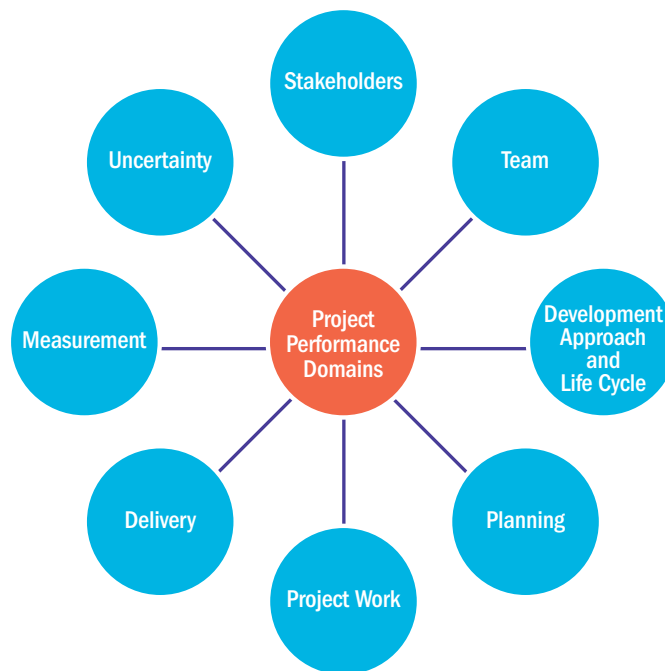 Stakeholders
Team
Development
Approach
and
Life Cycle
Planning
Project Work
Delivery
Measurement
Uncertainty
Project
Performance
Domains